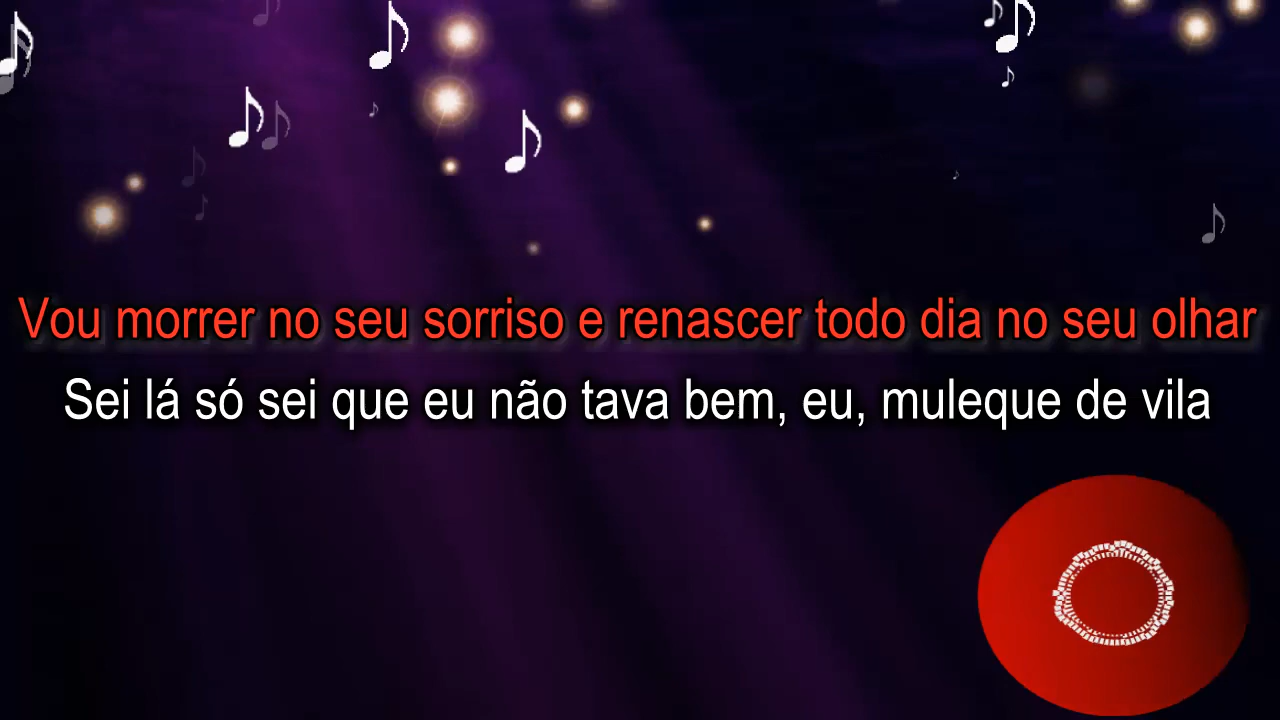 Vou morrer no seu sorriso e renascer todo dia no seu olhar
Sei lá só sei que eu não tava bem, eu, muleque de vila